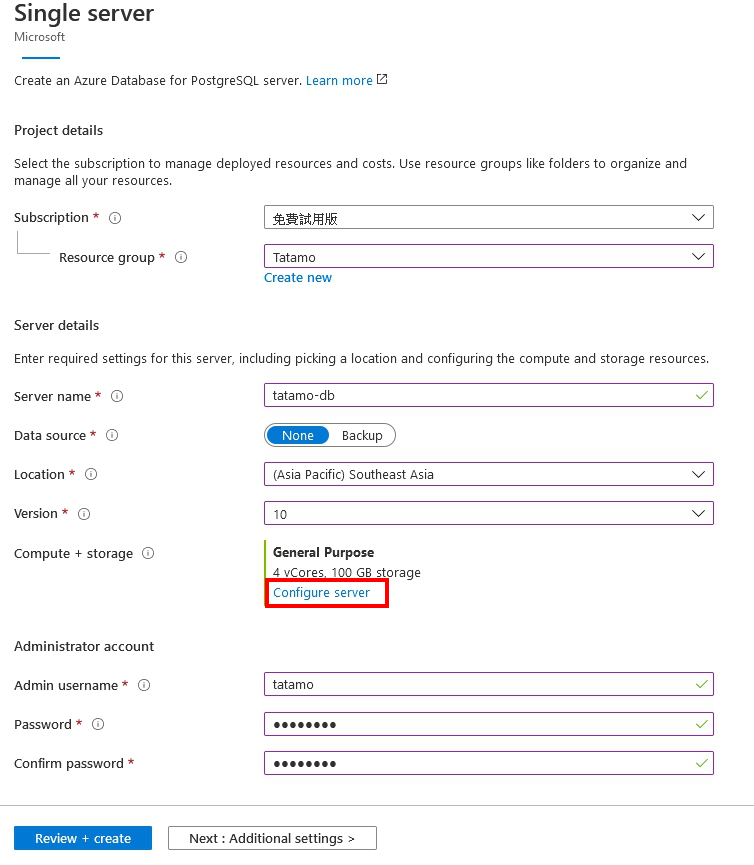 Single server
Microsoft
Create an Azure Database for PostgreSQL server. Learn more
Project details
Select the subscription to manage deployed resources and costs. Use resource groups like folders to organize and
manage all your resources.
Subscription *
免費試用版
Resource group *
Tatamo
Create new
Server details
Enter required settings for this server, including picking a location and configuring the compute and storage resources.
Server name *
tatamo-db
Data source *
None Backup
Location *
(Asia Pacific) Southeast Asia
Version *
10
Compute + storage
General Purpose
4 vCores, 100 GB storage
Configure server
Administrator account
Admin username *
tatamo
Password *
••••••••
Confirm password *
••••••••
Review + create
Next : Additional settings >